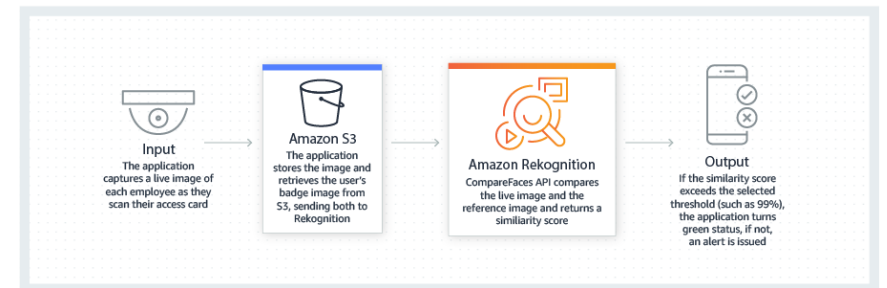 Input
The application
captures a live image of
each employee as they
scan their access card
Amazon S3
The application
stores the image and
retrieves the user's
badge image from
S3, sending both to
Rekognition
Amazon Rekognition
CompareFaces API compares
the live image and the
reference image and returns a
similiarity score
Output
If the similarity score
exceeds the selected
threshold (such as 99%),
the application turns
green status, if not,
an alert is issued